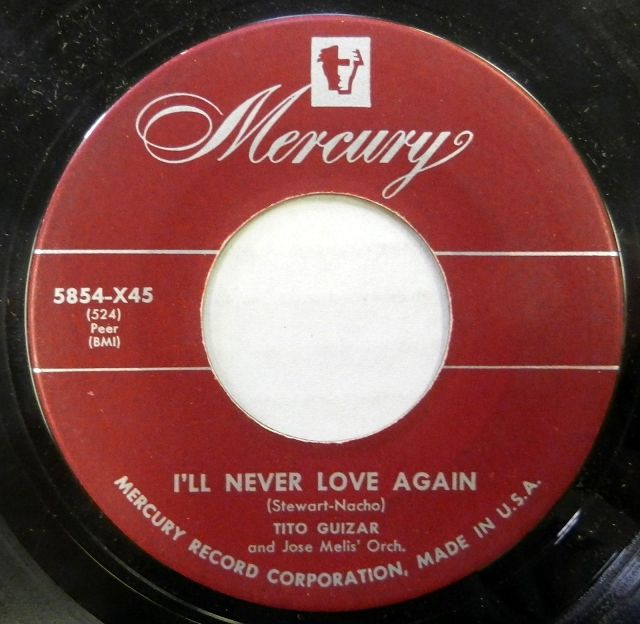 Mercury
5854-X45
(524)
Peer
(BMI)
I'LL NEVER LOVE AGAIN
(Stewart-Nacho)
TITO GUIZAR
and Jose Melis' Orch.
MERCURY RECORD CORPORATION, MADE IN U.S.A.